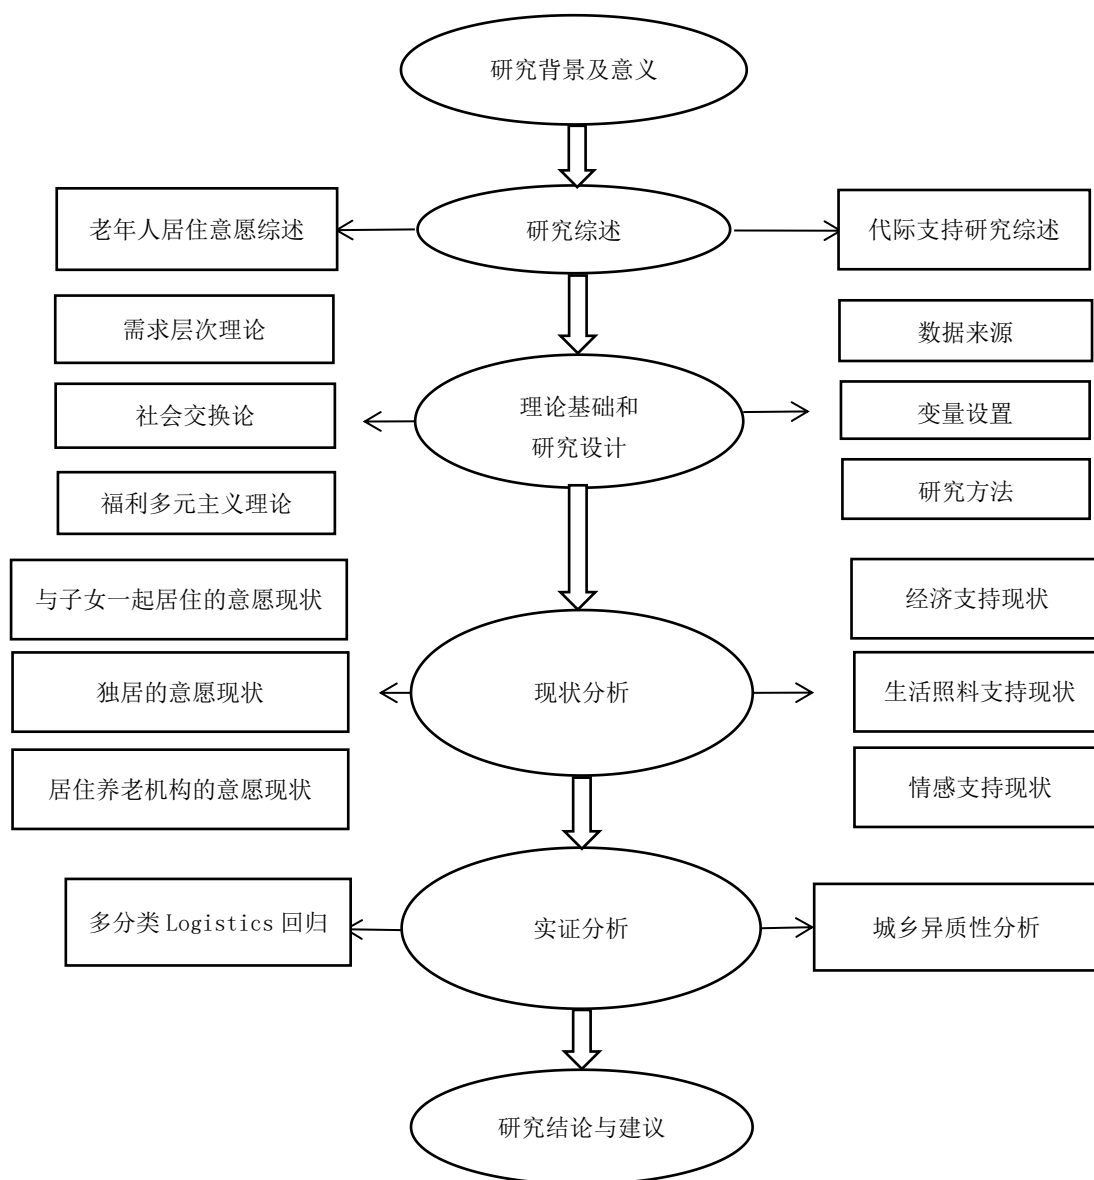 研究背景及意义
老年人居住意愿综述
研究综述
代际支持研究综述
需求层次理论
数据来源
社会交换论
理论基础和
研究设计
变量设置
福利多元主义理论
研究方法
与子女一起居住的意愿现状
经济支持现状
独居的意愿现状
现状分析
生活照料支持现状
居住养老机构的意愿现状
情感支持现状
多分类 Logistics 回归
实证分析
城乡异质性分析
研究结论与建议